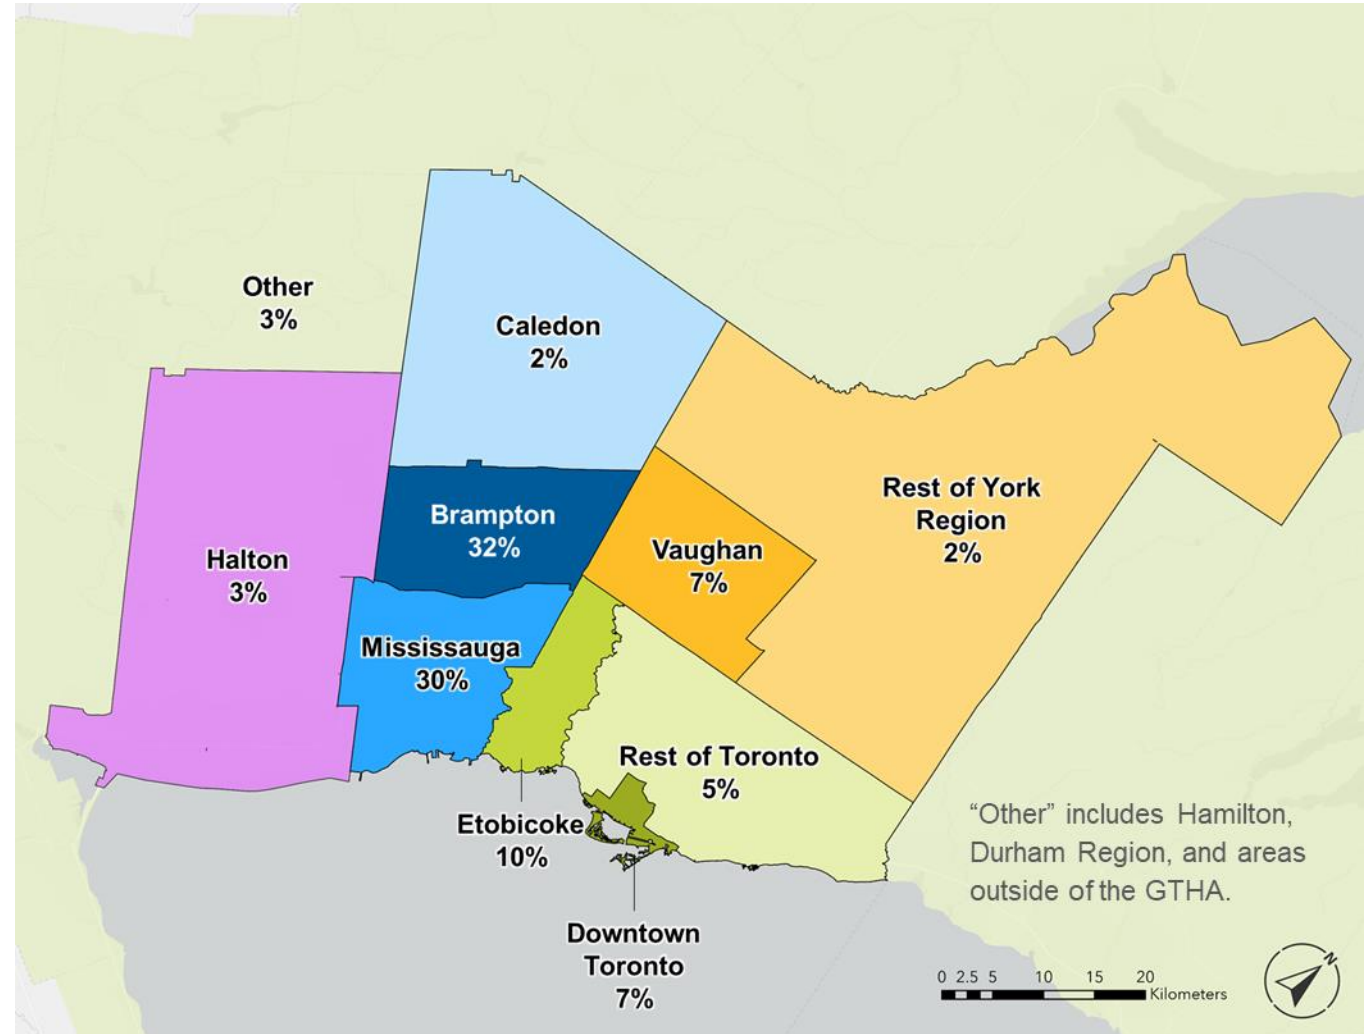 Other
3%
Caledon
2%
Brampton
32%
Rest of York
Region
2%
Halton
3%
Vaughan
7%
Mississauga
30%
Rest of Toronto
5%
Etobicoke
10%
Downtown
Toronto
7%
“Other” includes Hamilton,
Durham Region, and areas
outside of the GTHA.
0 2.5 5 10 15 20
Kilometers
N